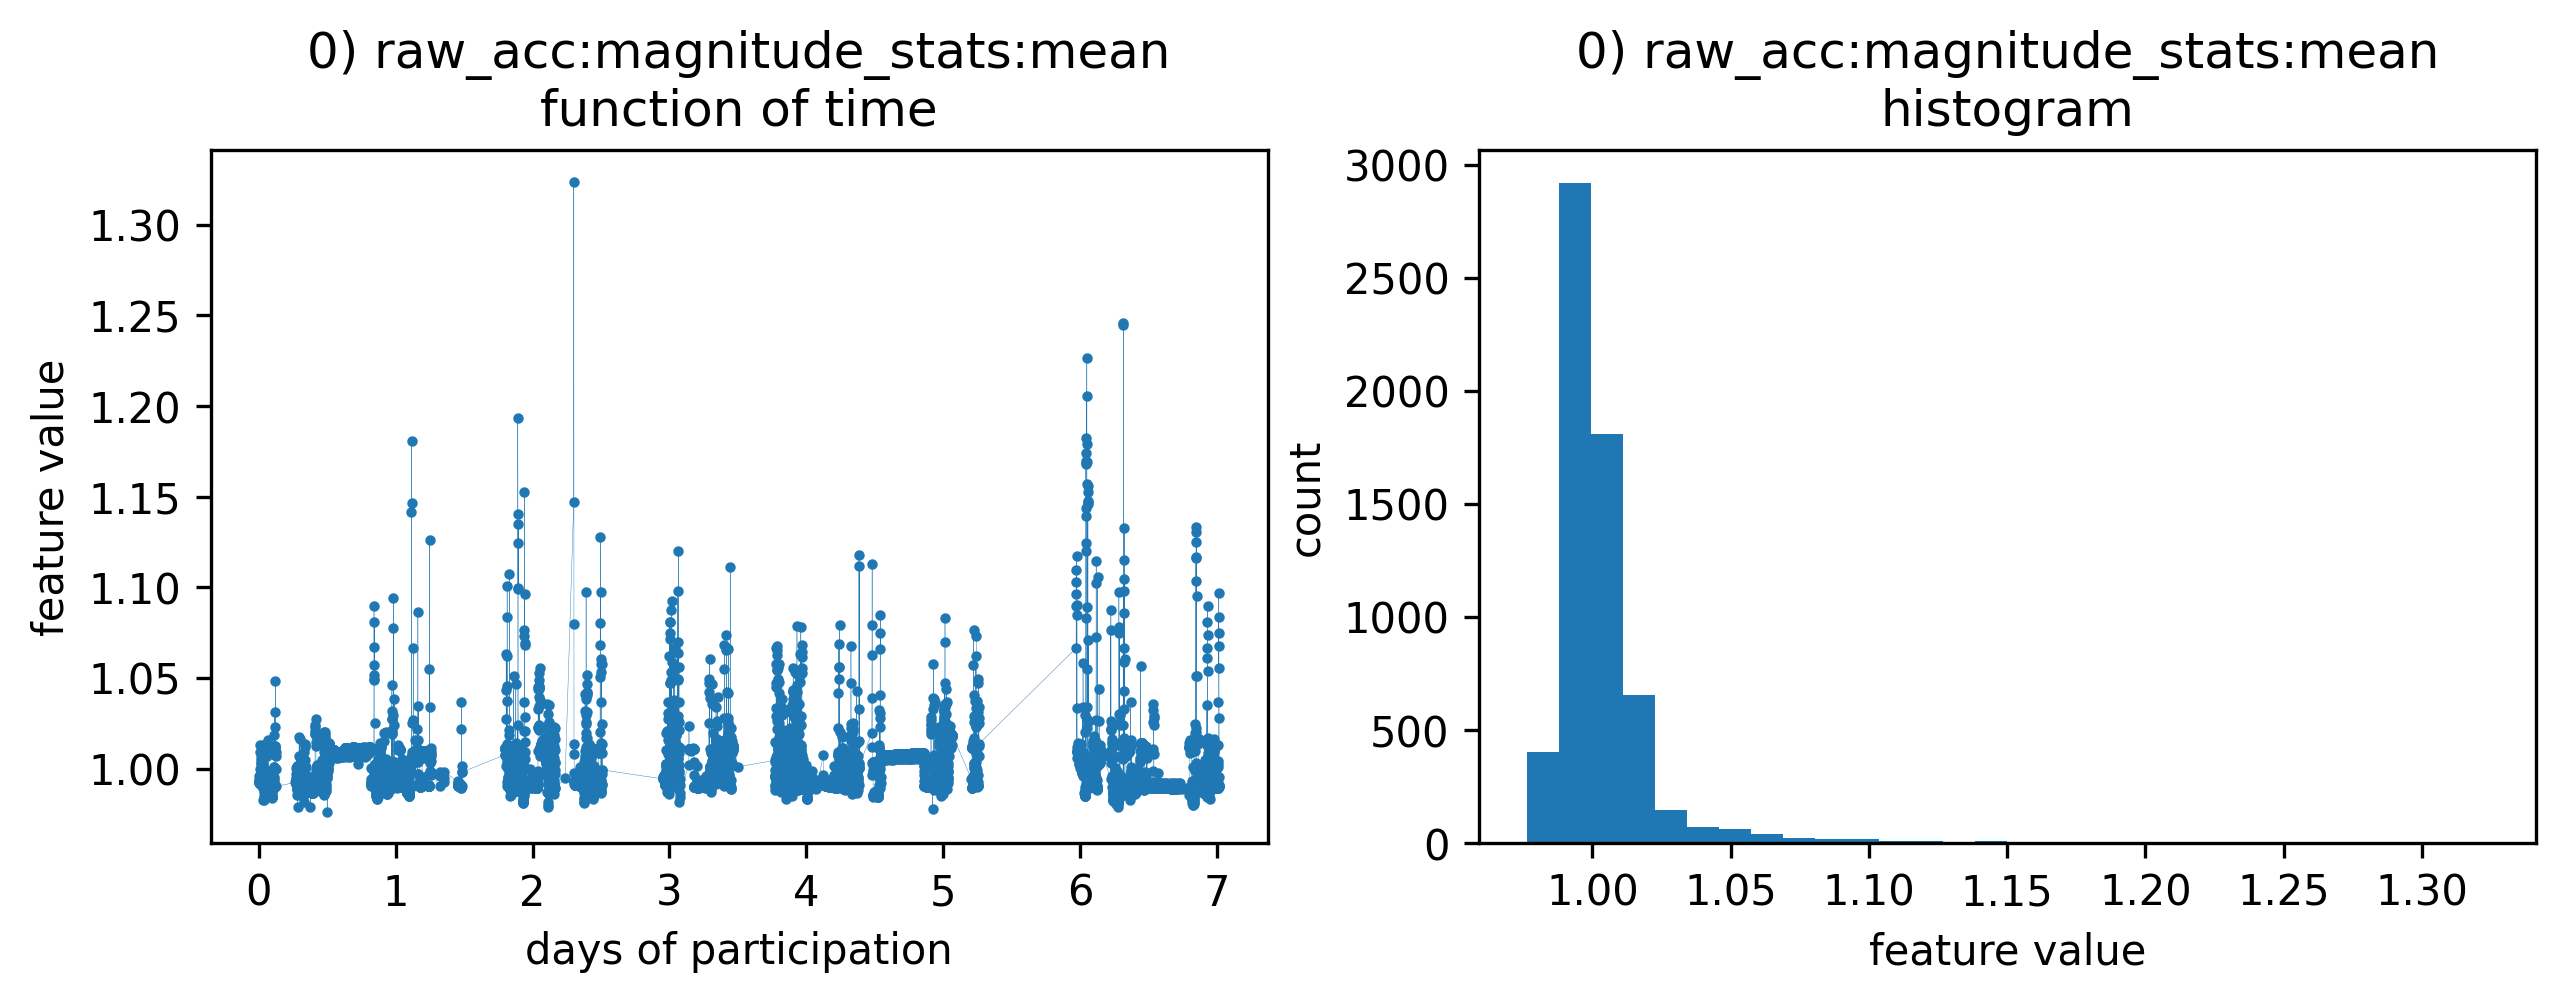 0) raw_acc:magnitude_stats:mean
function of time
feature value
1.30
1.25
1.20
1.15
1.10
1.05
1.00
0 1 2 3 4 5 6 7
days of participation
0) raw_acc:magnitude_stats:mean
histogram
count
3000
2500
2000
1500
1000
500
0
1.00 1.05 1.10 1.15 1.20 1.25 1.30
feature value